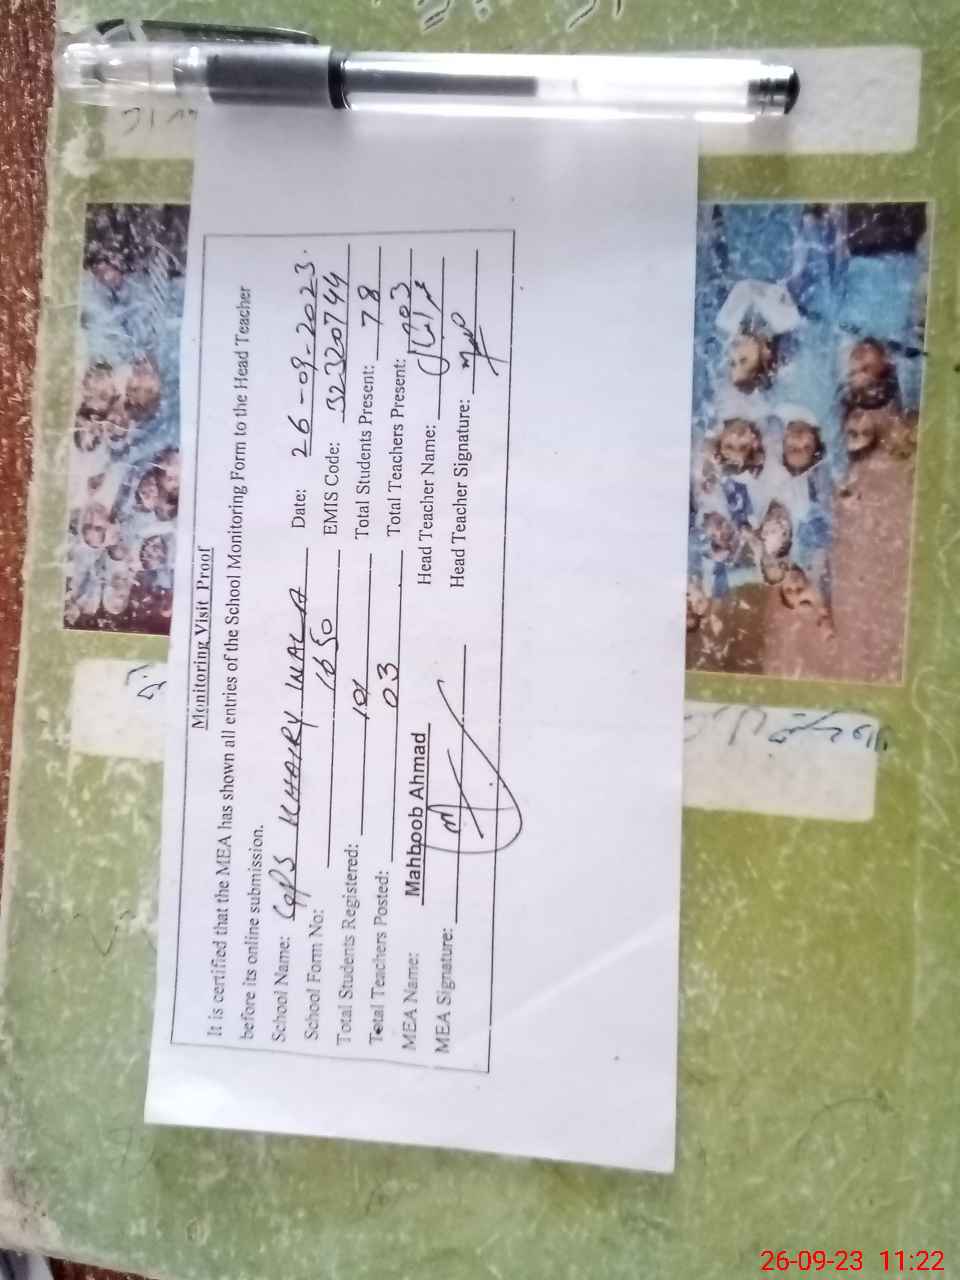 Monitoring Visit Proof
It is certified that the MEA has shown all entries of the School Monitoring Form to the Head Teacher
before its online submission.
School Name: GPS KHAIRY WALA Date: 26-09-2023.
School Form No: 1650 EMIS Code: 32320744
Total Students Registered: 101 Total Students Present: 78
Total Teachers Posted: 03 Total Teachers Present: 03
MEA Name: Mahboob Ahmad Head Teacher Name:
MEA Signature: Head Teacher Signature:
26-09-23 11:22